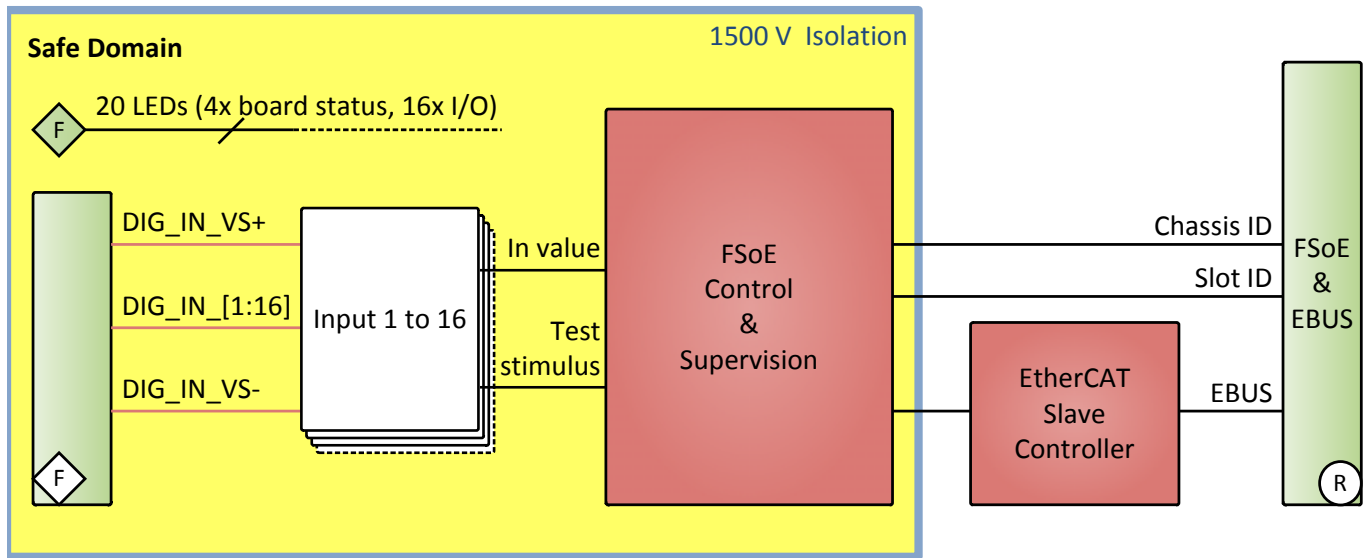 Safe Domain
1500 V Isolation
20 LEDs (4x board status, 16x I/O)
F
DIG_IN_VS+
DIG_IN_[1:16]
DIG_IN_VS-
F
Input 1 to 16
In value
Test
stimulus
FSoE
Control
&
Supervision
Chassis ID
Slot ID
EBUS
EtherCAT
Slave
Controller
FSoE
&
EBUS
R